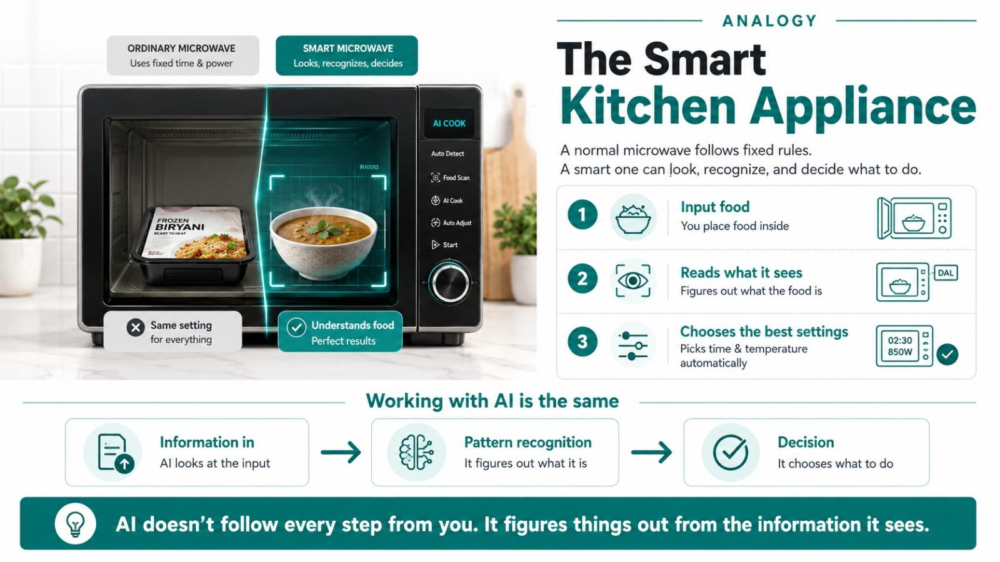 ANALOGY
The Smart
Kitchen Appliance
A normal microwave follows fixed rules.
A smart one can look, recognize, and decide what to do.
ORDINARY MICROWAVE
Uses fixed time & power
SMART MICROWAVE
Looks, recognizes, decides
AI COOK
Auto Detect
Food Scan
AI Cook
Auto Adjust
Start
FROZEN
BIRYANI
READY TO HEAT
Same setting
for everything
Understands food
Perfect results
1
Input food
You place food inside
2
Reads what it sees
Figures out what the food is
DAL
3
Chooses the best settings
Picks time & temperature
automatically
02:30
850W
Working with AI is the same
Information in
AI looks at the input
Pattern recognition
It figures out what it is
Decision
It chooses what to do
AI doesn't follow every step from you. It figures things out from the information it sees.